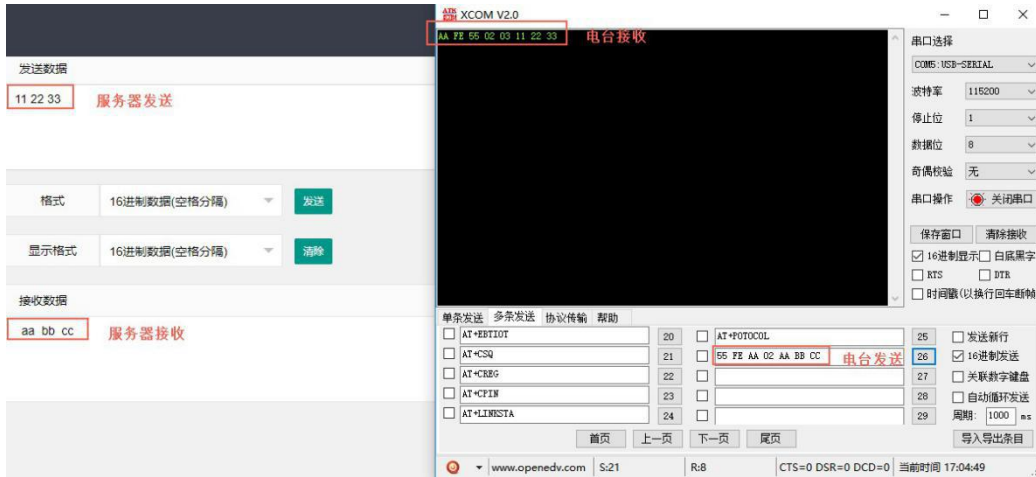 发送数据
11 22 33
服务器发送
格式
16进制数据(空格分隔)
发送
显示格式
16进制数据(空格分隔)
清除
接收数据
aa bb cc
服务器接收
XCOM V2.0
AA FE 55 02 03 11 22 33
电台接收
串口选择
COM5:USB-SERIAL
波特率 115200
停止位 1
数据位 8
奇偶校验 无
串口操作 关闭串口
保存窗口 清除接收
16进制显示 白底黑字
RTS DTR
时间戳(以换行回车断帧
单条发送 多条发送 协议传输 帮助
AT+EBTIOT 20 AT+POTOCOL 25 发送新行
AT+CSQ 21 55 FE AA 02 AA BB CC 电台发送 26 16进制发送
AT+CREG 22 27 关联数字键盘
AT+CPIN 23 28 自动循环发送
AT+LINKSTA 24 29 周期: 1000 ms
首页 上一页 下一页 尾页 导入导出条目
www.openedv.com S:21 R:8 CTS=0 DSR=0 DCD=0 当前时间 17:04:49